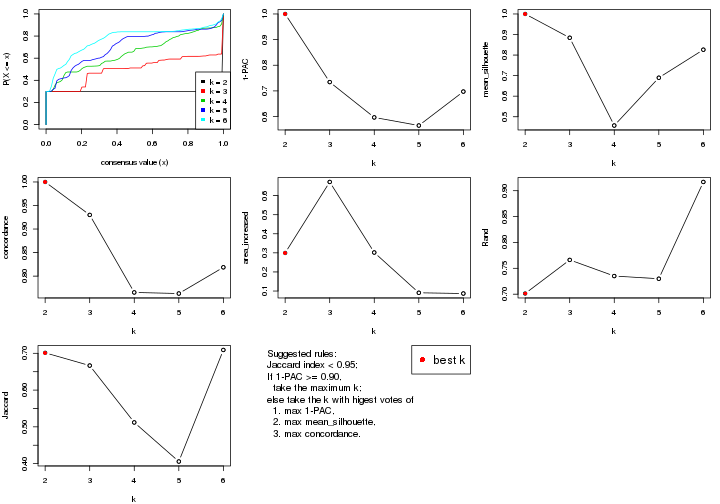 P(X <= x)
0.0 0.2 0.4 0.6 0.8 1.0
k = 2
k = 3
k = 4
k = 5
k = 6
0.0 0.2 0.4 0.6 0.8 1.0
consensus value (x)
1-PAC
0.6 0.7 0.8 0.9 1.0
2 3 4 5 6
k
mean_silhouette
0.5 0.6 0.7 0.8 0.9 1.0
2 3 4 5 6
k
concordance
0.80 0.85 0.90 0.95 1.00
2 3 4 5 6
k
area_increased
0.1 0.2 0.3 0.4 0.5 0.6
2 3 4 5 6
k
Rand
0.70 0.75 0.80 0.85 0.90
2 3 4 5 6
k
Jaccard
0.40 0.50 0.60 0.70
2 3 4 5 6
k
Suggested rules:
Jaccard index < 0.95;
If 1-PAC >= 0.90,
take the maximum k;
else take the k with higest votes of
1. max 1-PAC,
2. max mean_silhouette,
3. max concordance.
best k